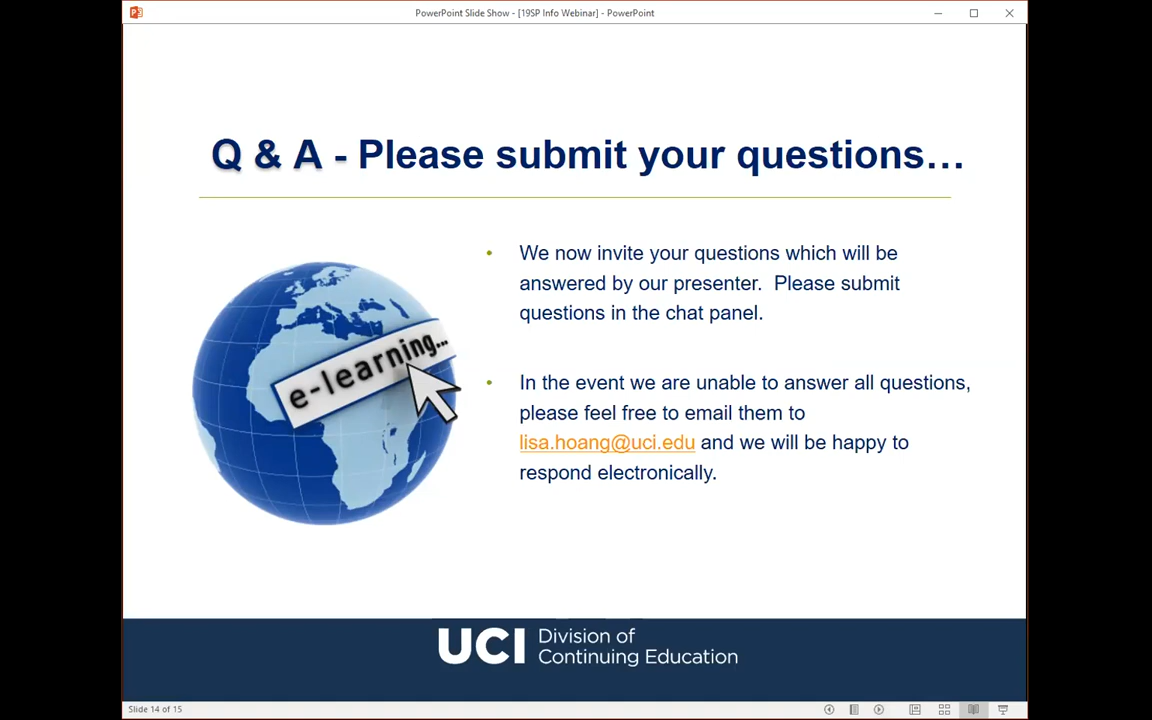 PowerPoint Slide Show - [19SP Info Webinar] - PowerPoint
Q & A - Please submit your questions…
We now invite your questions which will be
answered by our presenter.  Please submit
questions in the chat panel.
e-learning...
In the event we are unable to answer all questions,
please feel free to email them to
lisa.hoang@uci.edu and we will be happy to
respond electronically.
UCI Division of
Continuing Education
Slide 14 of 15